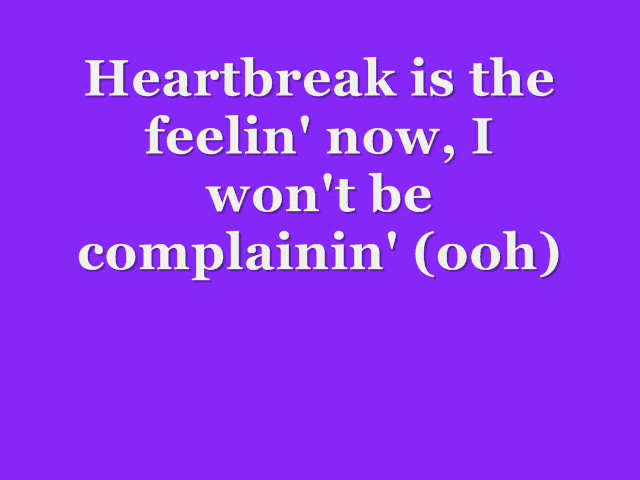 Heartbreak is the
feelin' now, I
won't be
complainin' (ooh)